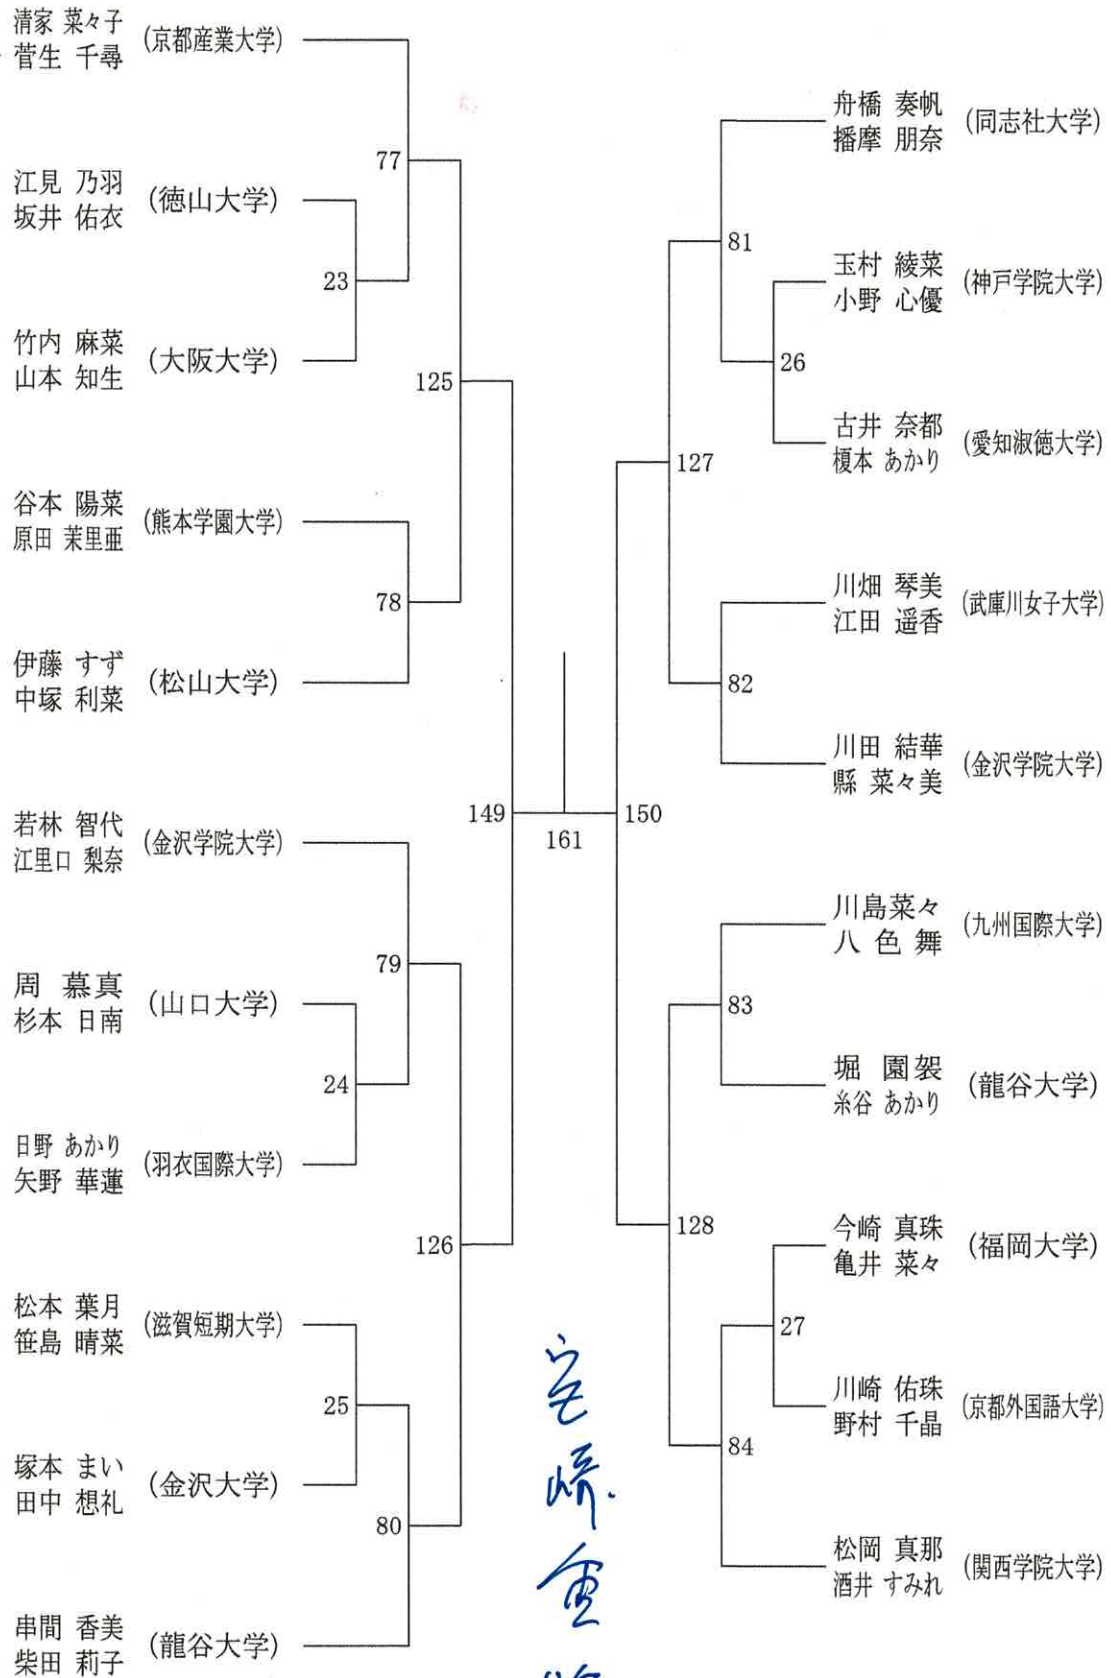 清家 菜々子
菅生 千尋
(京都産業大学)
江見 乃羽
坂井 佑衣
(徳山大学)
竹内 麻菜
山本 知生
(大阪大学)
谷本 陽菜
原田 茉里亜
(熊本学園大学)
伊藤 すず
中塚 利菜
(松山大学)
若林 智代
江里口 梨奈
(金沢学院大学)
周 慕真
杉本 日南
(山口大学)
日野 あかり
矢野 華蓮
(羽衣国際大学)
松本 葉月
笹島 晴菜
(滋賀短期大学)
塚本 まい
田中 想礼
(金沢大学)
串間 香美
柴田 莉子
(龍谷大学)
77
23
125
78
149
79
24
126
25
80
161
150
81
26
127
82
83
128
27
84
舟橋 奏帆
播摩 朋奈
(同志社大学)
玉村 綾菜
小野 心優
(神戸学院大学)
古井 奈都
榎本 あかり
(愛知淑徳大学)
川畑 琴美
江田 遥香
(武庫川女子大学)
川田 結華
縣 菜々美
(金沢学院大学)
川島菜々
八色 舞
(九州国際大学)
堀 園袈
糸谷 あかり
(龍谷大学)
今崎 真珠
亀井 菜々
(福岡大学)
川崎 佑珠
野村 千晶
(京都外国語大学)
松岡 真那
酒井 すみれ
(関西学院大学)